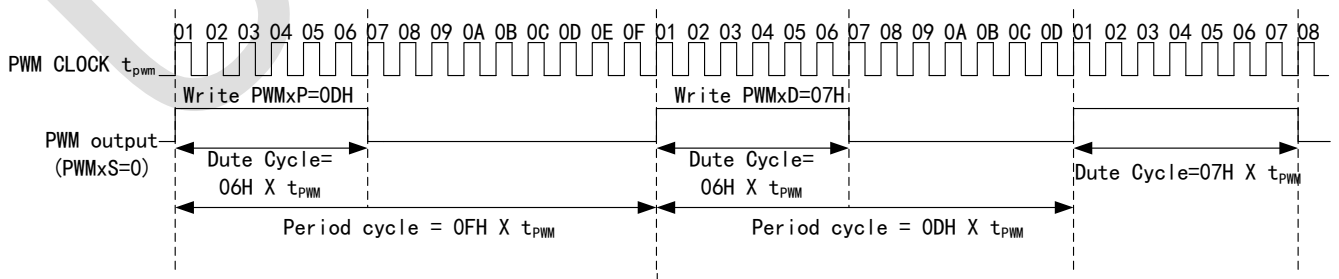 01 02 03 04 05 06 07 08 09 0A 0B 0C 0D 0E 0F 01 02 03 04 05 06 07 08 09 0A 0B 0C 0D 01 02 03 04 05 06 07 08
PWM CLOCK tpwm
Write PWMxP=0DH
Write PWMxD=07H
PWM output
(PWMxS=0)
Dute Cycle=
06H X tPWM
Dute Cycle=
06H X tPWM
Dute Cycle=07H X tPWM
Period cycle = 0FH X tPWM
Period cycle = 0DH X tPWM